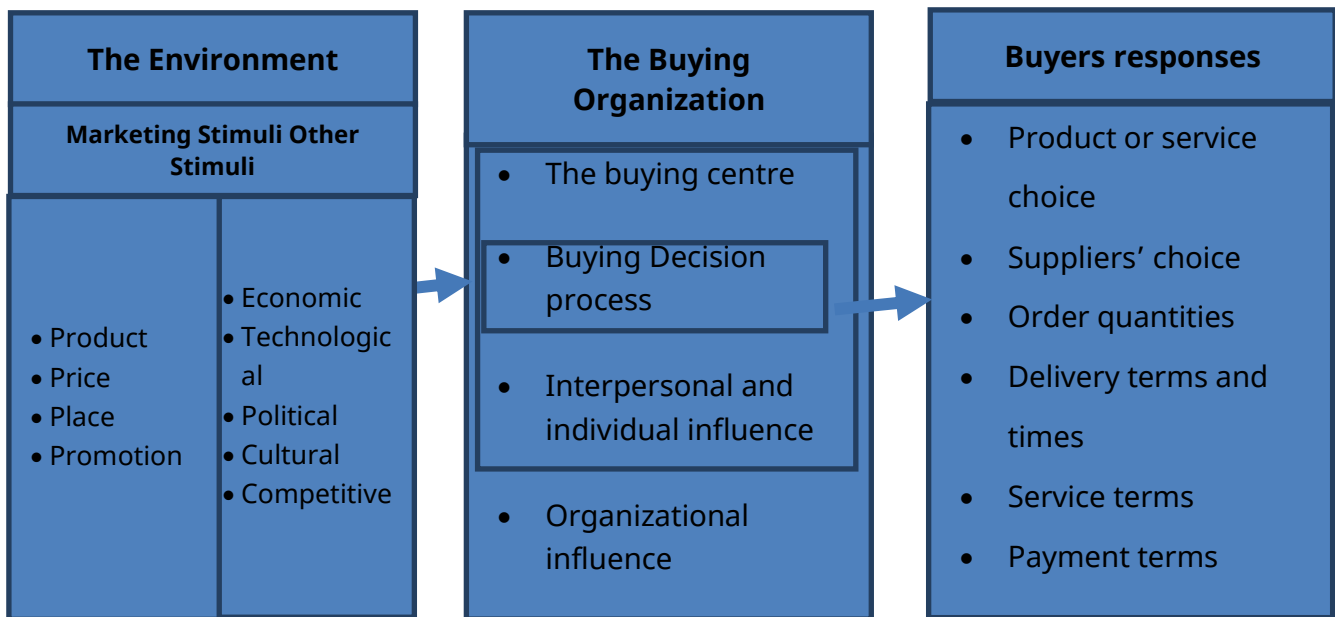 The Environment
Marketing Stimuli Other
Stimuli
• Product
• Price
• Place
• Promotion
• Economic
• Technologic
al
• Political
• Cultural
• Competitive
The Buying
Organization
• The buying centre
• Buying Decision
process
• Interpersonal and
individual influence
• Organizational
influence
Buyers responses
• Product or service
choice
• Suppliers’ choice
• Order quantities
• Delivery terms and
times
• Service terms
• Payment terms